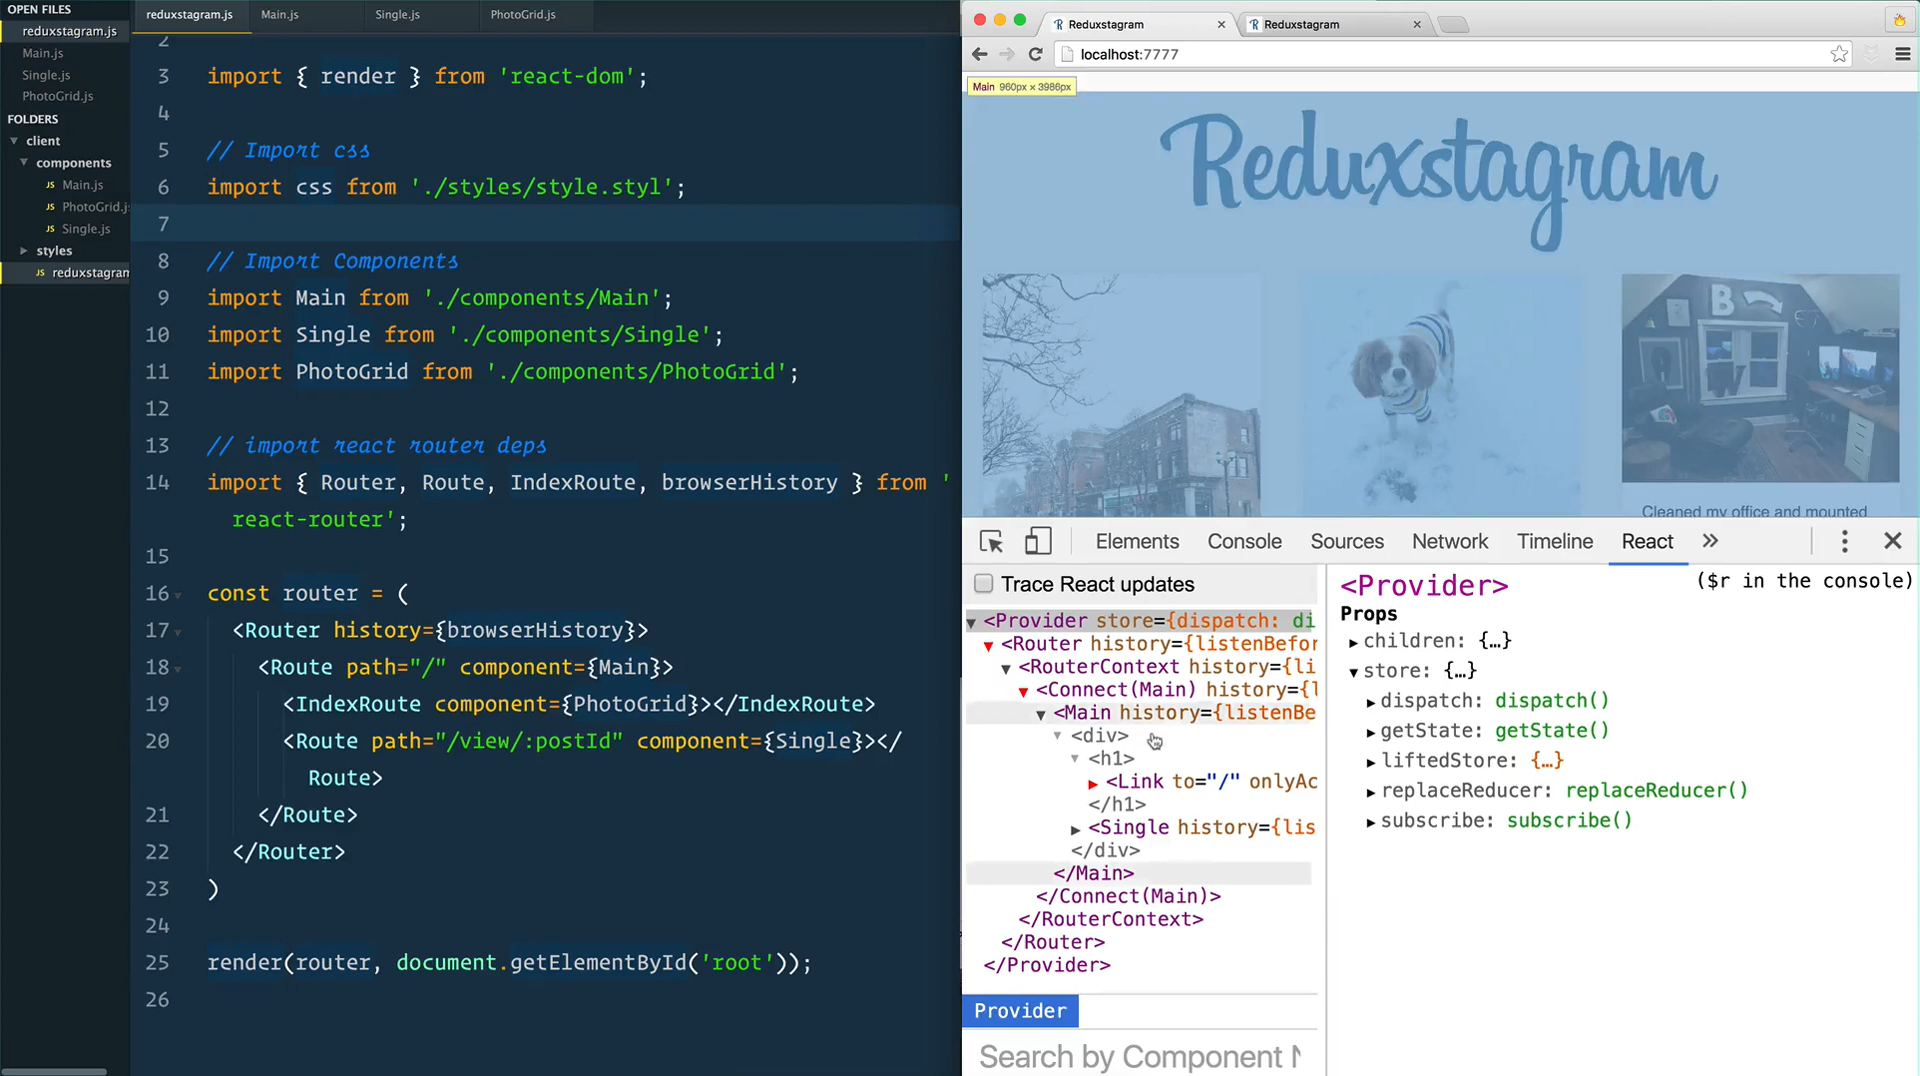 OPEN FILES
reduxstagram.js
Main.js
Single.js
PhotoGrid.js
FOLDERS
client
components
JS Main.js
JS PhotoGrid.js
JS Single.js
styles
JS reduxstagram
reduxstagram.js Main.js Single.js PhotoGrid.js
2
3 import { render } from 'react-dom';
4
5 // Import css
6 import css from './styles/style.styl';
7
8 // Import Components
9 import Main from './components/Main';
10 import Single from './components/Single';
11 import PhotoGrid from './components/PhotoGrid';
12
13 // import react router deps
14 import { Router, Route, IndexRoute, browserHistory } from '
react-router';
15
16 const router = (
17 <Router history={browserHistory}>
18 <Route path="/" component={Main}>
19 <IndexRoute component={PhotoGrid}></IndexRoute>
20 <Route path="/view/:postId" component={Single}></
Route>
21 </Route>
22 </Router>
23 )
24
25 render(router, document.getElementById('root'));
26
R Reduxstagram × R Reduxstagram ×
localhost:7777
Main 960px × 3986px
Reduxstagram
B
Cleaned my office and mounted
Elements Console Sources Network Timeline React »
Trace React updates
<Provider store={dispatch: di
<Router history={listenBefor
<RouterContext history={li
<Connect(Main) history={l
<Main history={listenBe
<div>
<h1>
<Link to="/" onlyAc
</h1>
<Single history={lis
</div>
</Main>
</Connect(Main)>
</RouterContext>
</Router>
</Provider>
Provider
Search by Component N
<Provider> ($r in the console)
Props
children: {…}
store: {…}
dispatch: dispatch()
getState: getState()
liftedStore: {…}
replaceReducer: replaceReducer()
subscribe: subscribe()